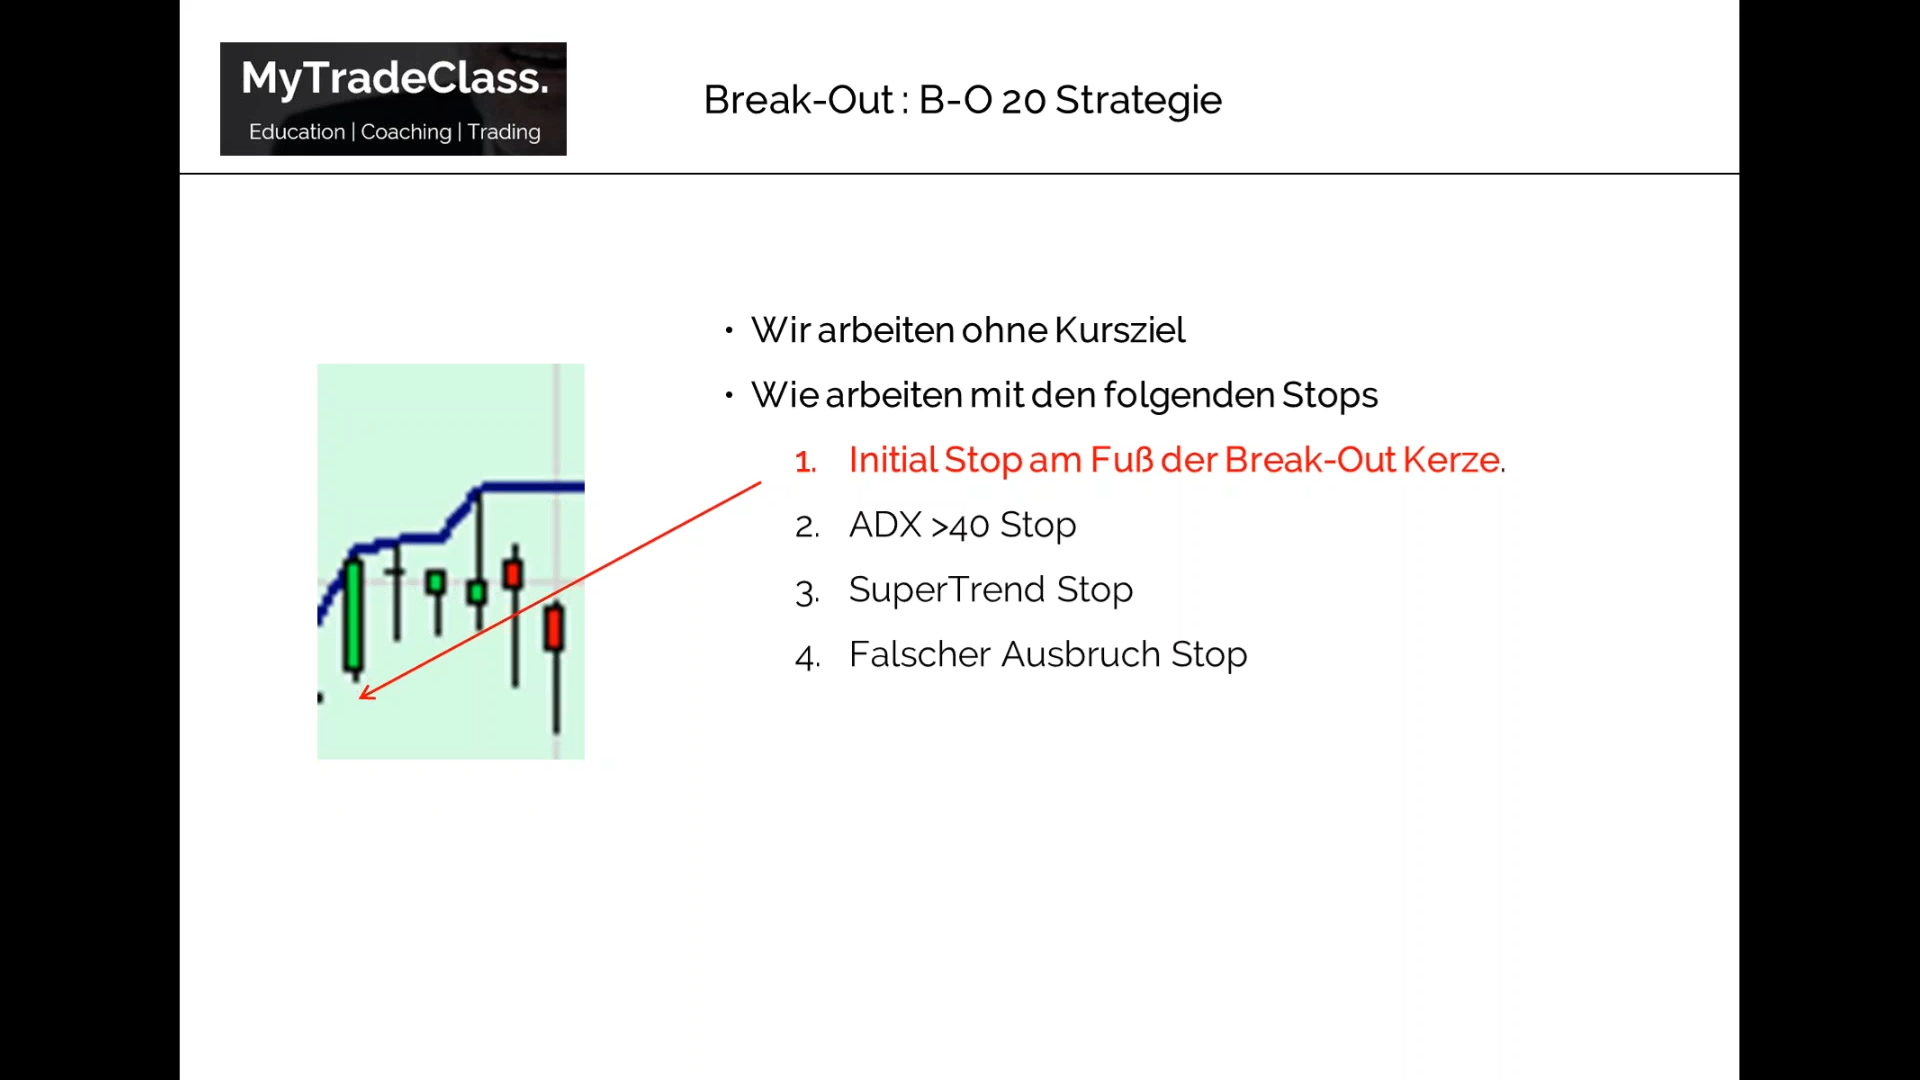 MyTradeClass.
Education | Coaching | Trading
Break-Out : B-O 20 Strategie
• Wir arbeiten ohne Kursziel
• Wie arbeiten mit den folgenden Stops
1. Initial Stop am Fuß der Break-Out Kerze.
2. ADX >40 Stop
3. SuperTrend Stop
4. Falscher Ausbruch Stop